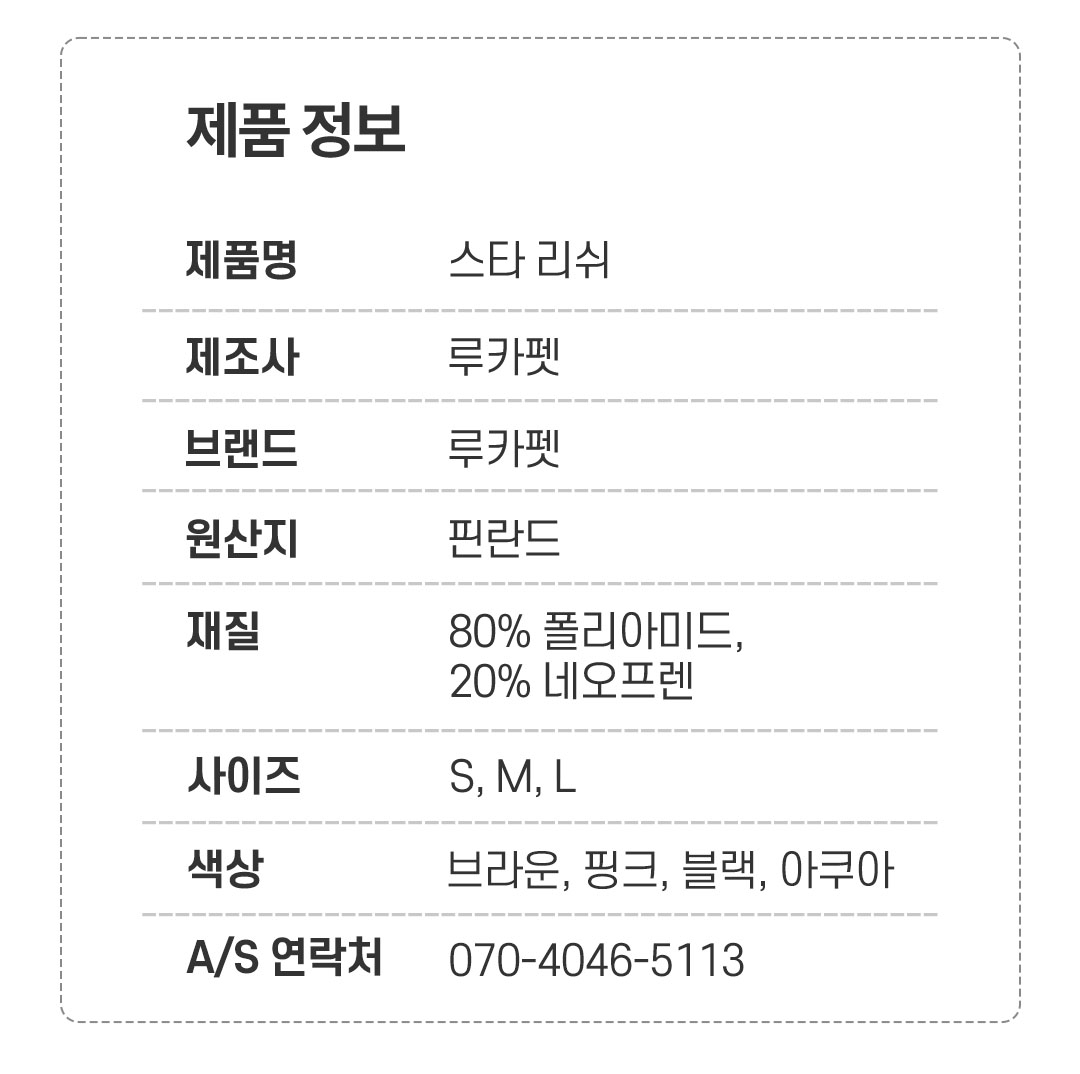 제품 정보
제품명 스타 리쉬
제조사 루카펫
브랜드 루카펫
원산지 핀란드
재질 80% 폴리아미드,
20% 네오프렌
사이즈 S, M, L
색상 브라운, 핑크, 블랙, 아쿠아
A/S 연락처 070-4046-5113